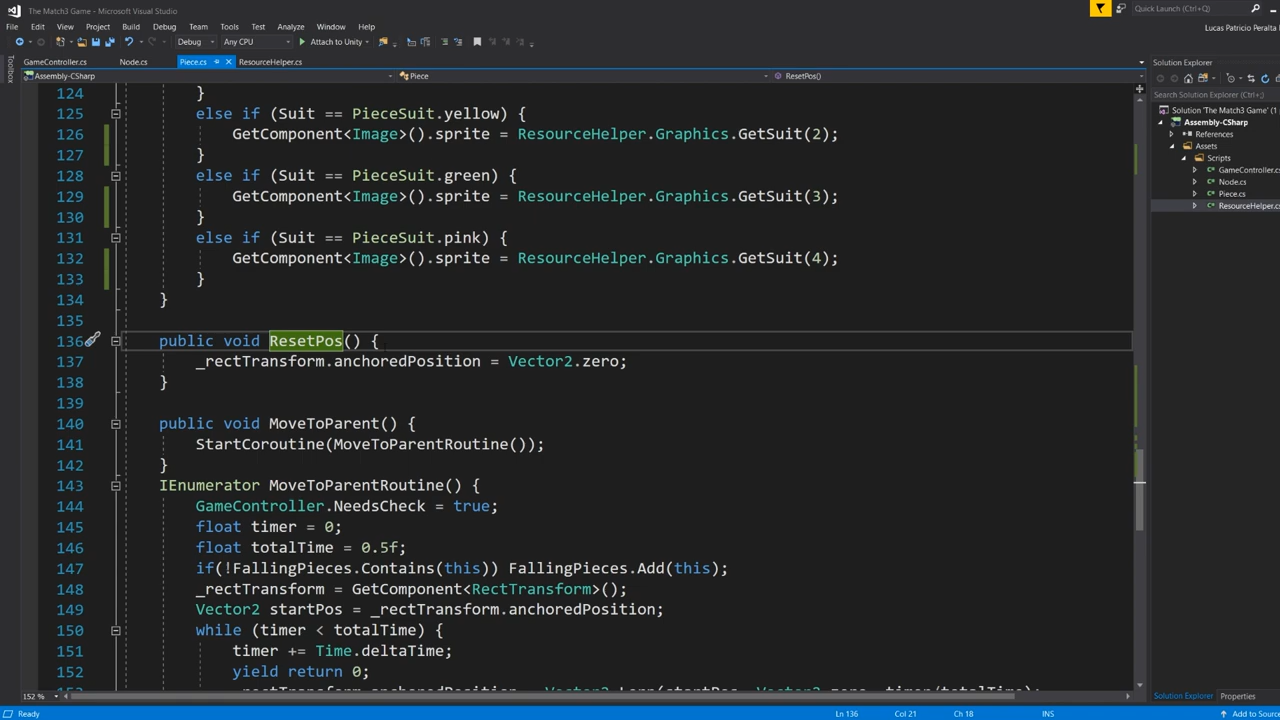 The Match3 Game - Microsoft Visual Studio
Quick Launch (Ctrl+Q)
File Edit View Project Build Debug Team Tools Test Analyze Window Help
Lucas Patricio Peralta
Debug Any CPU Attach to Unity
Toolbox
GameController.cs Node.cs Piece.cs ResourceHelper.cs
Assembly-CSharp Piece ResetPos()
124 }
125 else if (Suit == PieceSuit.yellow) {
126 GetComponent<Image>().sprite = ResourceHelper.Graphics.GetSuit(2);
127 }
128 else if (Suit == PieceSuit.green) {
129 GetComponent<Image>().sprite = ResourceHelper.Graphics.GetSuit(3);
130 }
131 else if (Suit == PieceSuit.pink) {
132 GetComponent<Image>().sprite = ResourceHelper.Graphics.GetSuit(4);
133 }
134 }
135
136 public void ResetPos() {
137 _rectTransform.anchoredPosition = Vector2.zero;
138 }
139
140 public void MoveToParent() {
141 StartCoroutine(MoveToParentRoutine());
142 }
143 IEnumerator MoveToParentRoutine() {
144 GameController.NeedsCheck = true;
145 float timer = 0;
146 float totalTime = 0.5f;
147 if(!FallingPieces.Contains(this)) FallingPieces.Add(this);
148 _rectTransform = GetComponent<RectTransform>();
149 Vector2 startPos = _rectTransform.anchoredPosition;
150 while (timer < totalTime) {
151 timer += Time.deltaTime;
152 yield return 0;
Solution Explorer
Search Solution Explorer (Ctrl+;)
Solution 'The Match3 Game' (1
Assembly-CSharp
References
Assets
Scripts
GameController.cs
Node.cs
Piece.cs
ResourceHelper.cs
Solution Explorer Properties
152 %
Ready
Ln 136 Col 21 Ch 18 INS
Add to Source